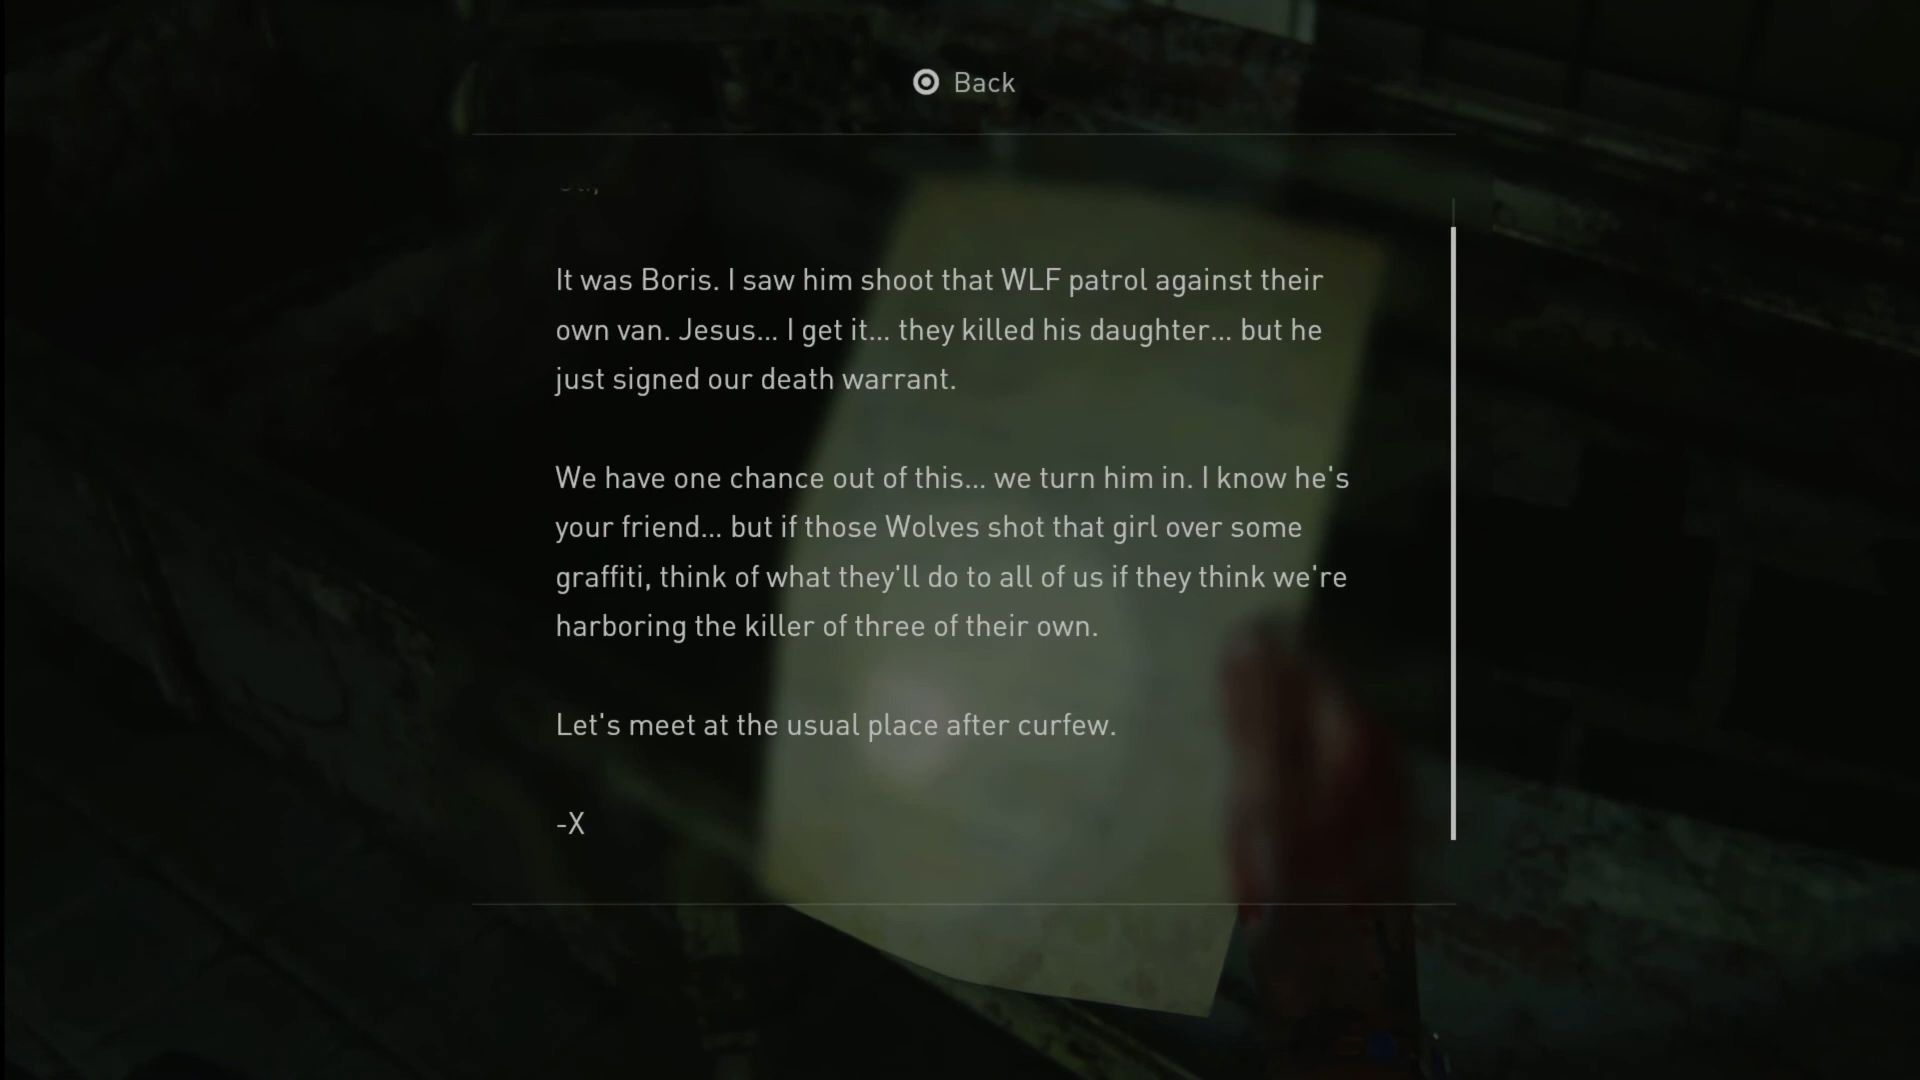 Back
It was Boris. I saw him shoot that WLF patrol against their
own van. Jesus... I get it... they killed his daughter... but he
just signed our death warrant.
We have one chance out of this... we turn him in. I know he's
your friend... but if those Wolves shot that girl over some
graffiti, think of what they'll do to all of us if they think we're
harboring the killer of three of their own.
Let's meet at the usual place after curfew.
-X